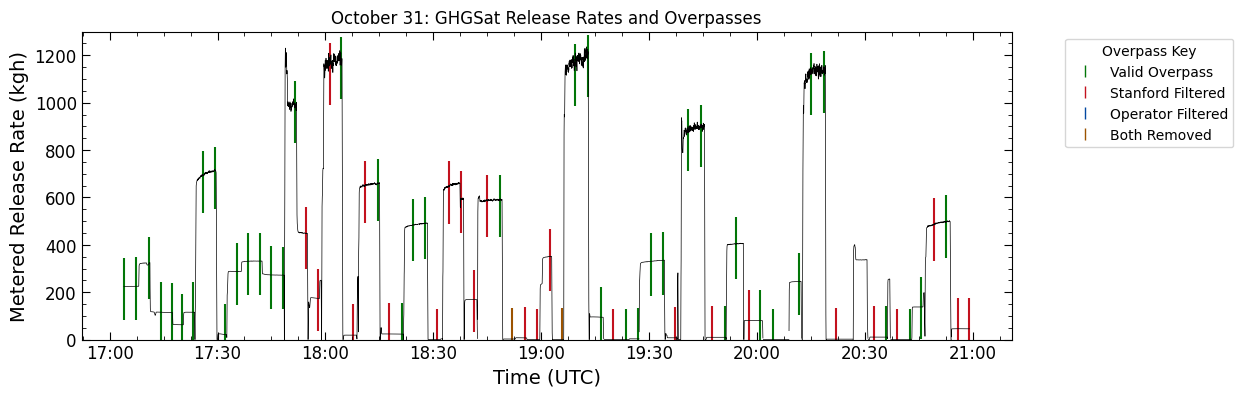 October 31: GHGSat Release Rates and Overpasses
Metered Release Rate (kgh)
1200
1000
800
600
400
200
0
17:00 17:30 18:00 18:30 19:00 19:30 20:00 20:30 21:00
Time (UTC)
Overpass Key
Valid Overpass
Stanford Filtered
Operator Filtered
Both Removed